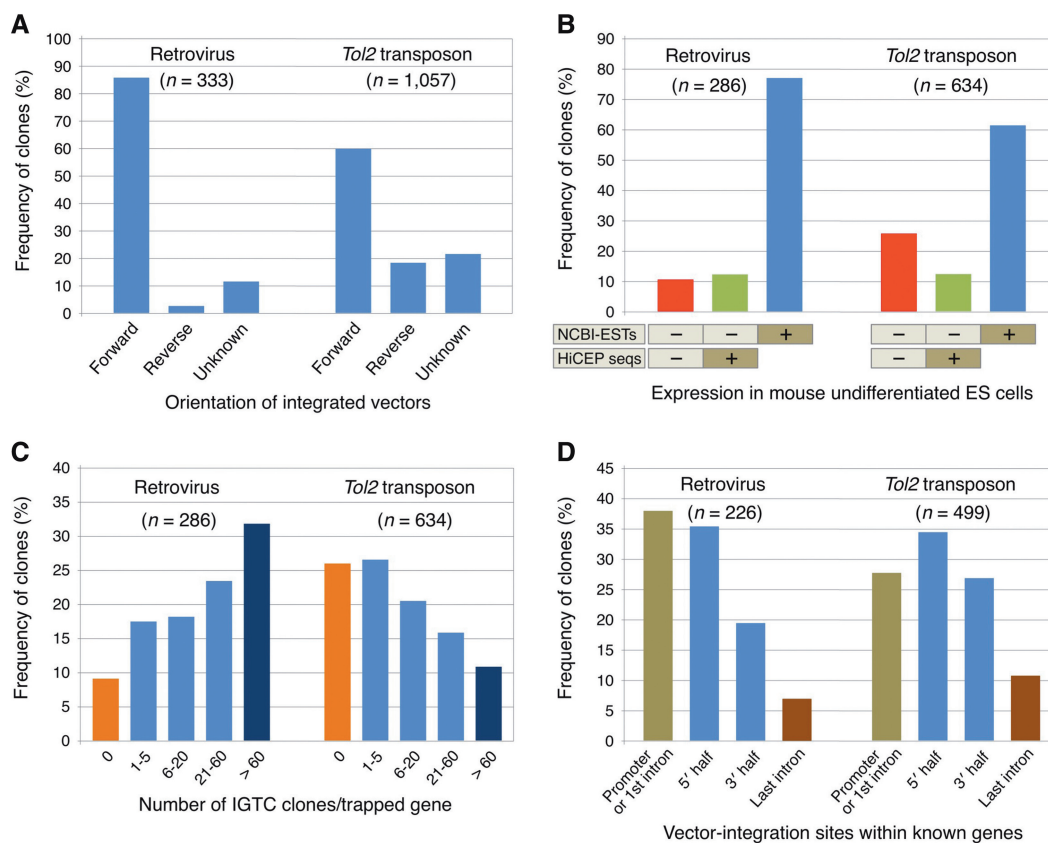 A
Frequency of clones (%)
100
90
80
70
60
50
40
30
20
10
0
Retrovirus
(n = 333)
Tol2 transposon
(n = 1,057)
Forward
Reverse
Unknown
Forward
Reverse
Unknown
Orientation of integrated vectors
B
Frequency of clones (%)
90
80
70
60
50
40
30
20
10
0
Retrovirus
(n = 286)
Tol2 transposon
(n = 634)
NCBI-ESTs − − + − − +
HiCEP seqs − + − +
Expression in mouse undifferentiated ES cells
C
Frequency of clones (%)
40
35
30
25
20
15
10
5
0
Retrovirus
(n = 286)
Tol2 transposon
(n = 634)
0
1-5
6-20
21-60
> 60
0
1-5
6-20
21-60
> 60
Number of IGTC clones/trapped gene
D
Frequency of clones (%)
45
40
35
30
25
20
15
10
5
0
Retrovirus
(n = 226)
Tol2 transposon
(n = 499)
Promoter
or 1st intron
5′ half
3′ half
Last intron
Promoter
or 1st intron
5′ half
3′ half
Last intron
Vector-integration sites within known genes